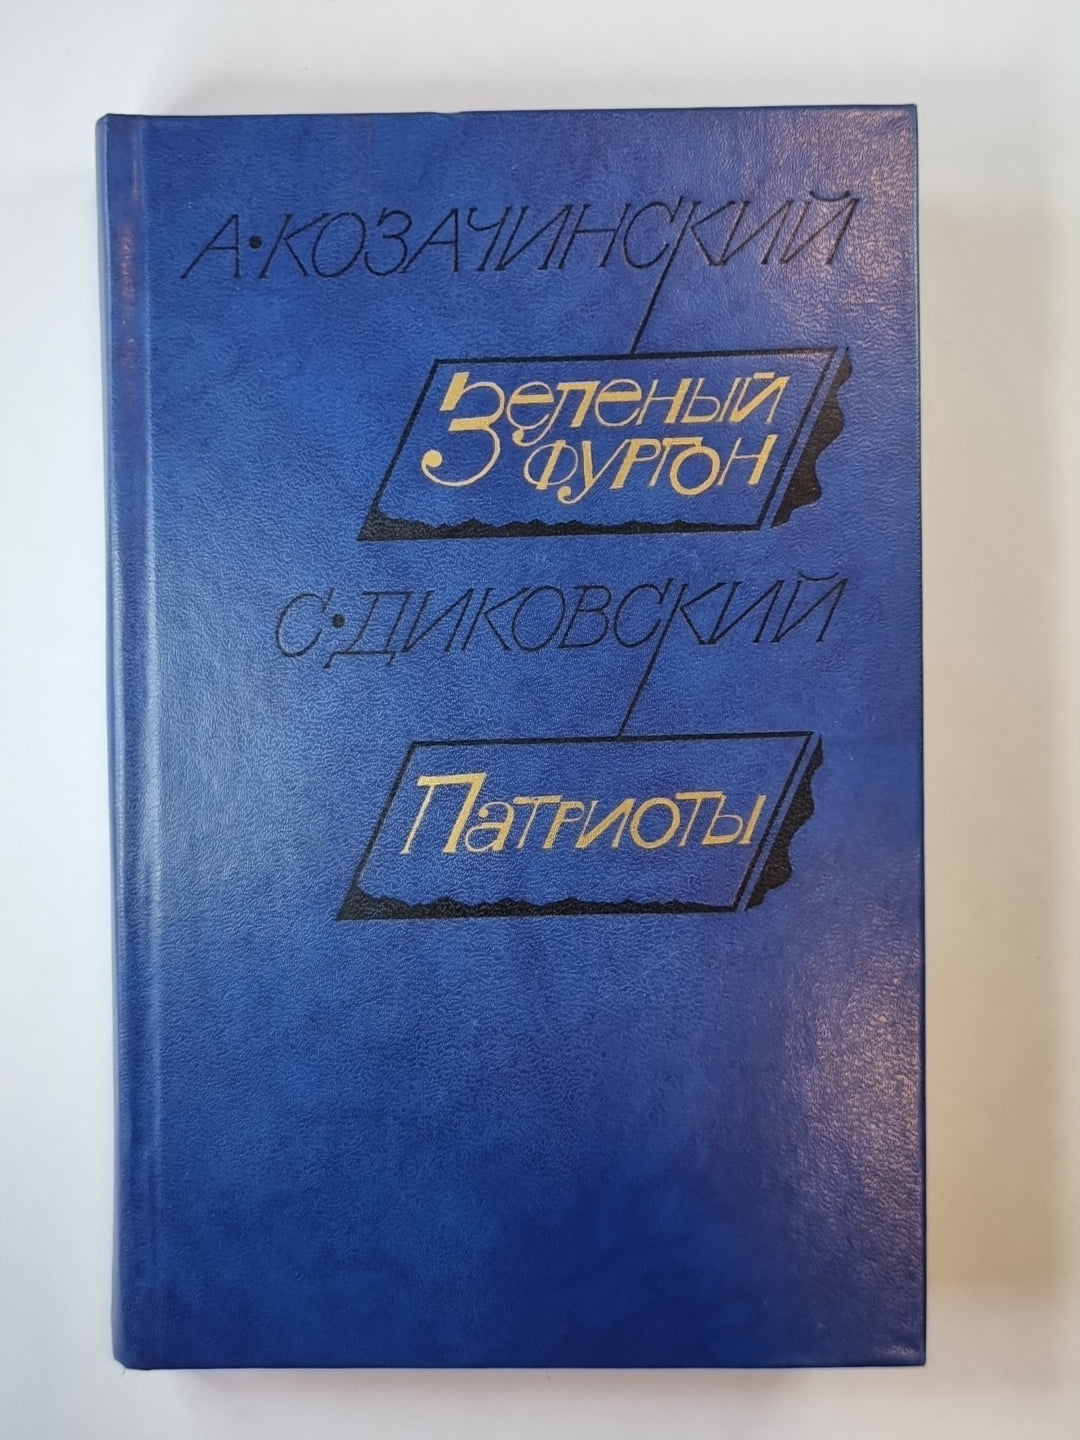 А·КОЗАЧИНСКИЙ
Зеленый
фургон
С·ДИКОВСКИЙ
Патриоты